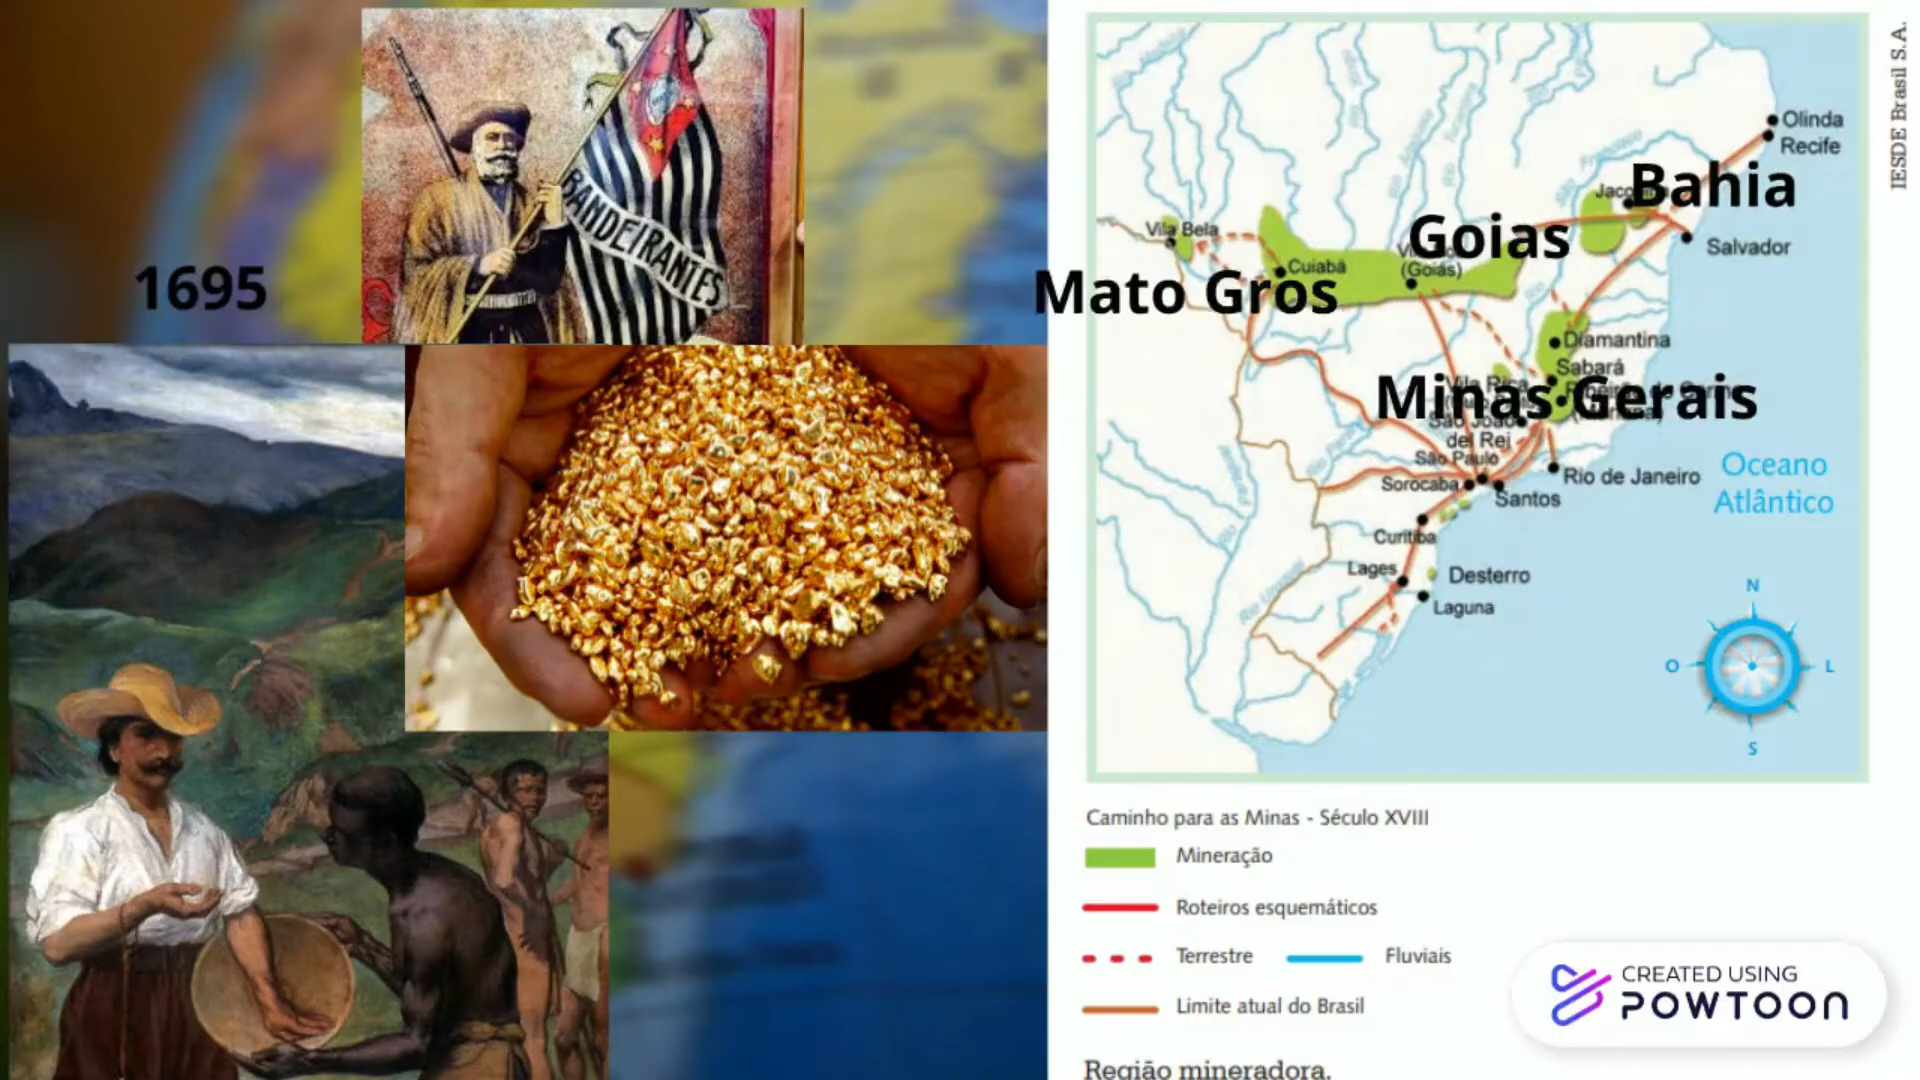 BANDEIRANTES
1695
IESDE Brasil S.A.
Olinda
Recife
Bahia
Salvador
Goias
(Goiás)
Vila Bela
Cuiabá
Mato Gros
Diamantina
Sabará
Minas Gerais
São João
del Rei
São Paulo
Sorocaba
Santos
Rio de Janeiro
Oceano
Atlântico
Curitiba
Lages
Desterro
Laguna
N
O
L
S
Caminho para as Minas - Século XVIII
Mineração
Roteiros esquemáticos
Terrestre
Fluviais
Limite atual do Brasil
Região mineradora.
CREATED USING
POWTOON